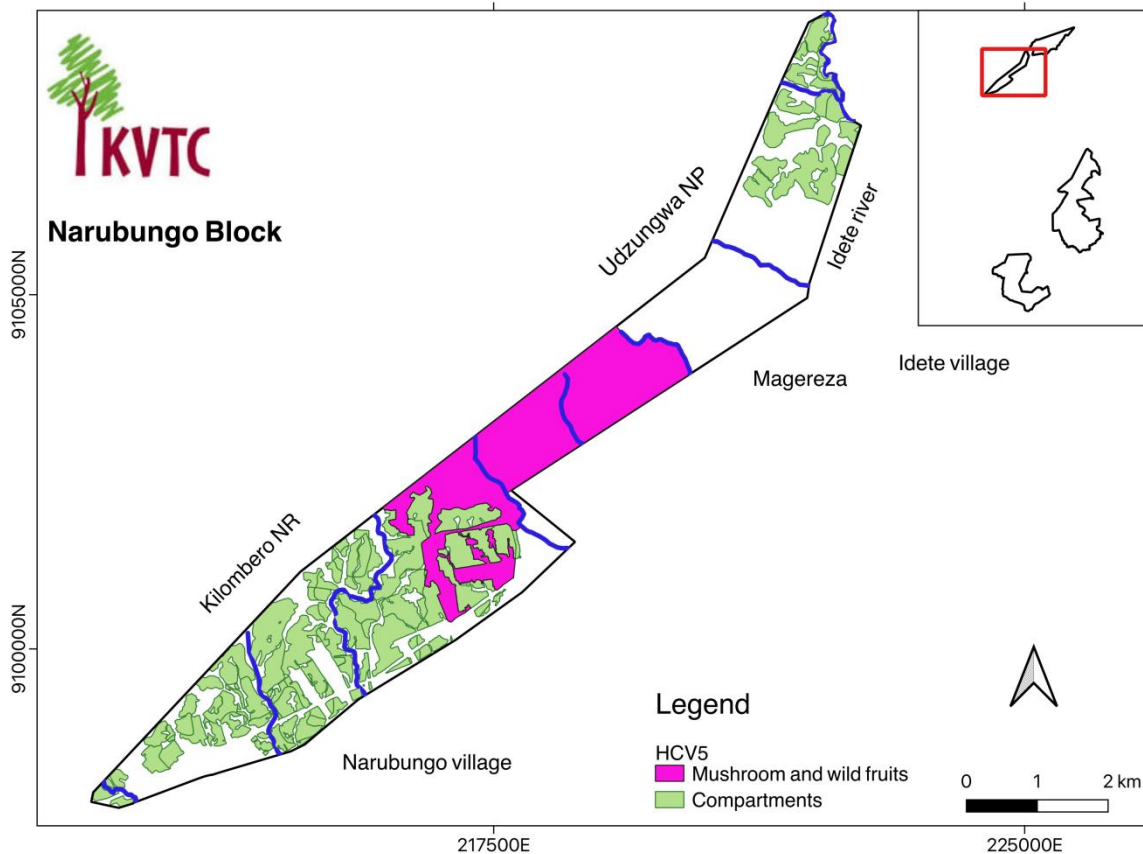 KVTC
Narubungo Block
Udzungwa NP
Idete river
9105000N
Idete village
Magereza
Kilombero NR
9100000N
Narubungo village
Legend
HCV5
Mushroom and wild fruits
Compartments
0 1 2 km
217500E
225000E